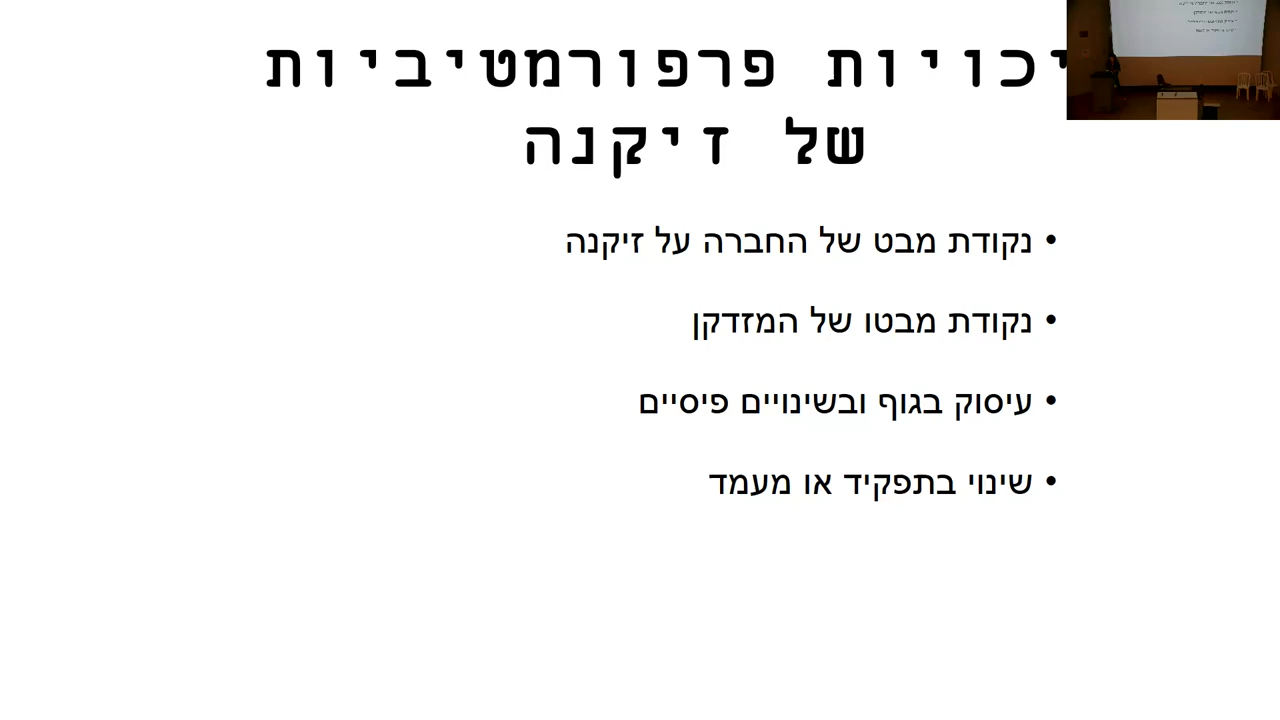 פרפורמטיביות
של זיקנה
• נקודת מבט של החברה על זיקנה
• נקודת מבטו של המזדקן
• עיסוק בגוף ובשינויים פיסיים
• שינוי בתפקיד או מעמד